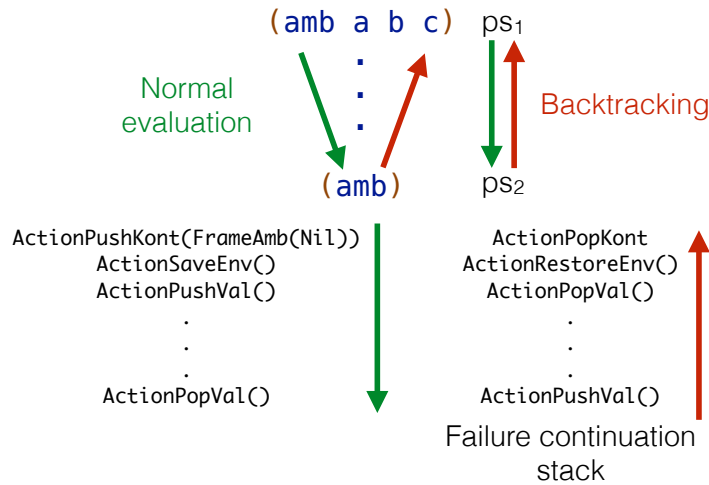 (amb a b c) ps1
.
.
.
Normal
evaluation
Backtracking
(amb) ps2
ActionPushKont(FrameAmb(Nil))
ActionSaveEnv()
ActionPushVal()
.
.
.
ActionPopVal()
ActionPopKont
ActionRestoreEnv()
ActionPopVal()
.
.
.
ActionPushVal()
Failure continuation
stack